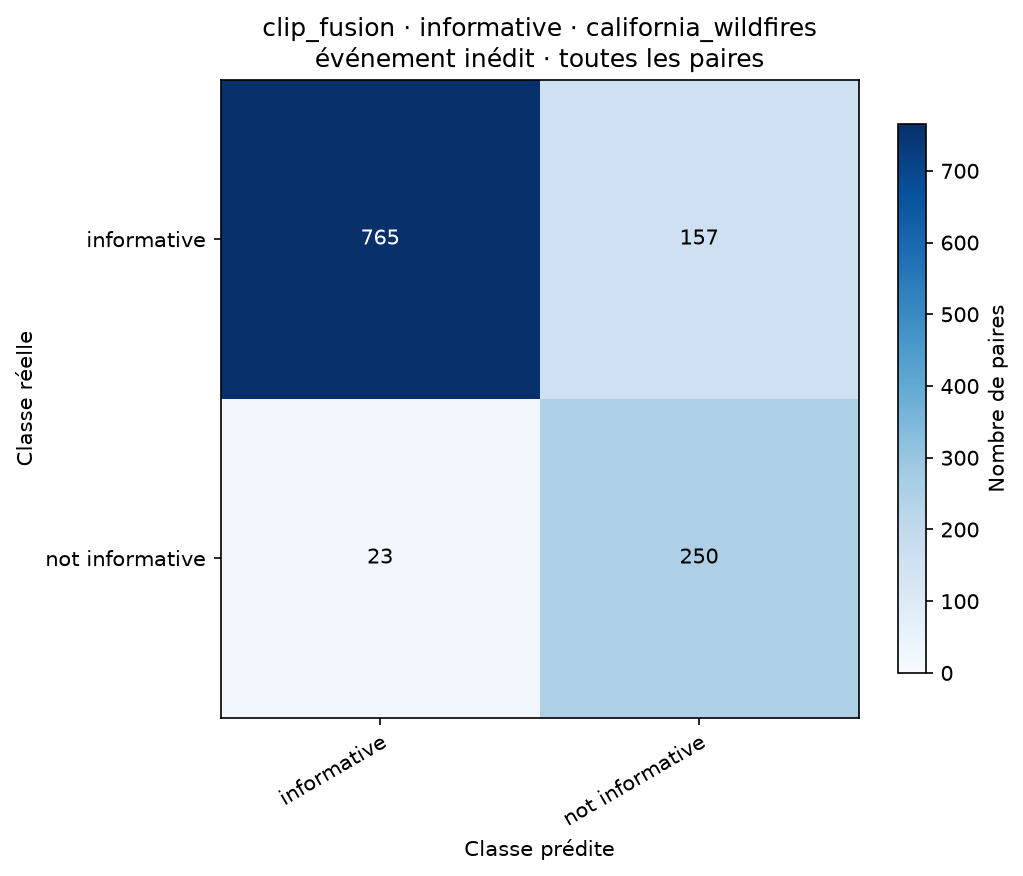 clip_fusion · informative · california_wildfires
événement inédit · toutes les paires
informative
765
157
not informative
23
250
informative
not informative
Classe prédite
Classe réelle
700
600
500
400
300
200
100
0
Nombre de paires